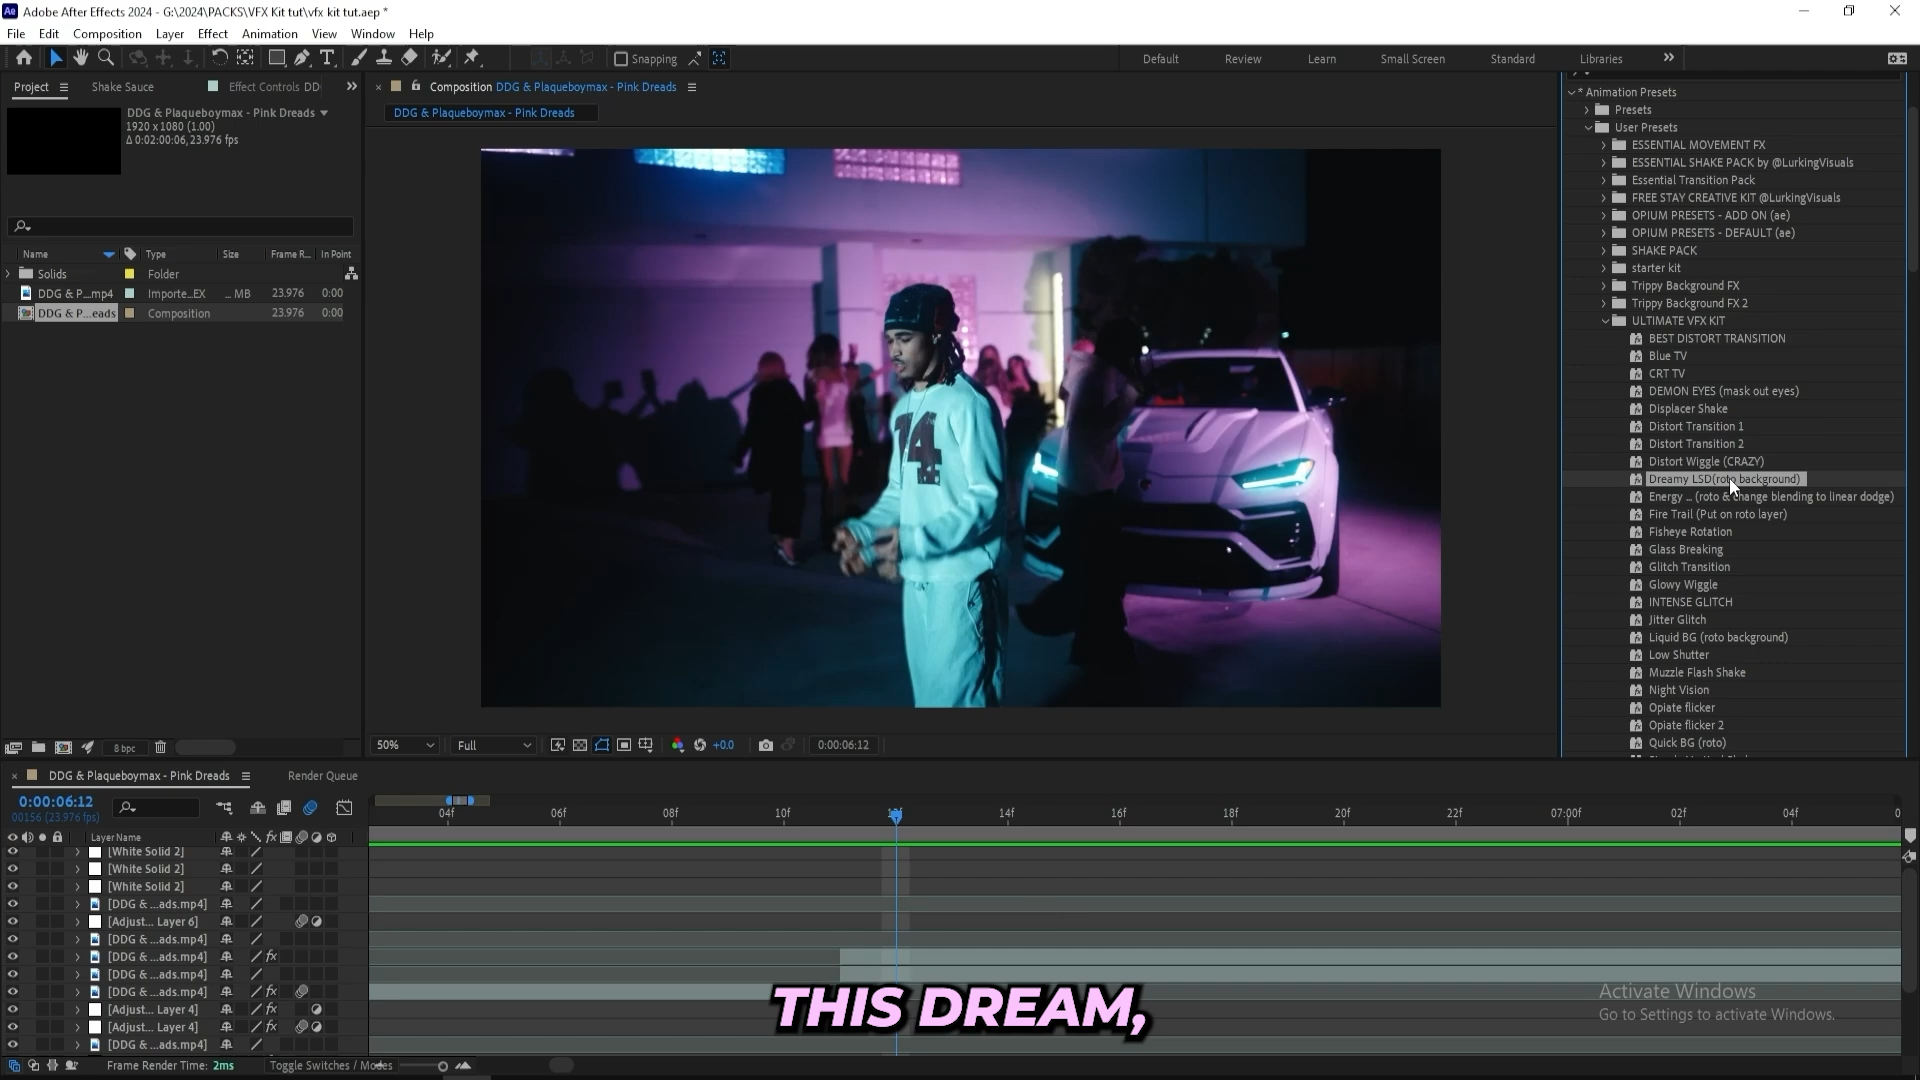 Adobe After Effects 2024 - G:\2024\PACKS\VFX Kit tut\vfx kit tut.aep *
File Edit Composition Layer Effect Animation View Window Help
Snapping
Default Review Learn Small Screen Standard Libraries
Project Shake Sauce Effect Controls DD
Composition DDG & Plaqueboymax - Pink Dreads
DDG & Plaqueboymax - Pink Dreads
DDG & Plaqueboymax - Pink Dreads
1920 x 1080 (1.00)
Δ 0:02:00:06, 23.976 fps
Name Type Size Frame R... In Point
Solids Folder
DDG & P...mp4 Importe...EX ... MB 23.976 0:00
DDG & P...eads Composition 23.976 0:00
8 bpc
14
50% Full +0.0 0:00:06:12
* Animation Presets
Presets
User Presets
ESSENTIAL MOVEMENT FX
ESSENTIAL SHAKE PACK by @LurkingVisuals
Essential Transition Pack
FREE STAY CREATIVE KIT @LurkingVisuals
OPIUM PRESETS - ADD ON (ae)
OPIUM PRESETS - DEFAULT (ae)
SHAKE PACK
starter kit
Trippy Background FX
Trippy Background FX 2
ULTIMATE VFX KIT
BEST DISTORT TRANSITION
Blue TV
CRT TV
DEMON EYES (mask out eyes)
Displacer Shake
Distort Transition 1
Distort Transition 2
Distort Wiggle (CRAZY)
Dreamy LSD(roto background)
Energy ... (roto & change blending to linear dodge)
Fire Trail (Put on roto layer)
Fisheye Rotation
Glass Breaking
Glitch Transition
Glowy Wiggle
INTENSE GLITCH
Jitter Glitch
Liquid BG (roto background)
Low Shutter
Muzzle Flash Shake
Night Vision
Opiate flicker
Opiate flicker 2
Quick BG (roto)
DDG & Plaqueboymax - Pink Dreads Render Queue
0:00:06:12
00156 (23.976 fps)
04f 06f 08f 10f 12f 14f 16f 18f 20f 22f 07:00f 02f 04f
Layer Name
[White Solid 2]
[White Solid 2]
[White Solid 2]
[DDG & ...ads.mp4]
[Adjust... Layer 6]
[DDG & ...ads.mp4]
[DDG & ...ads.mp4]
[DDG & ...ads.mp4]
[DDG & ...ads.mp4]
[Adjust... Layer 4]
[Adjust... Layer 4]
[DDG & ...ads.mp4]
THIS DREAM,
Activate Windows
Go to Settings to activate Windows.
Frame Render Time: 2ms Toggle Switches / Modes